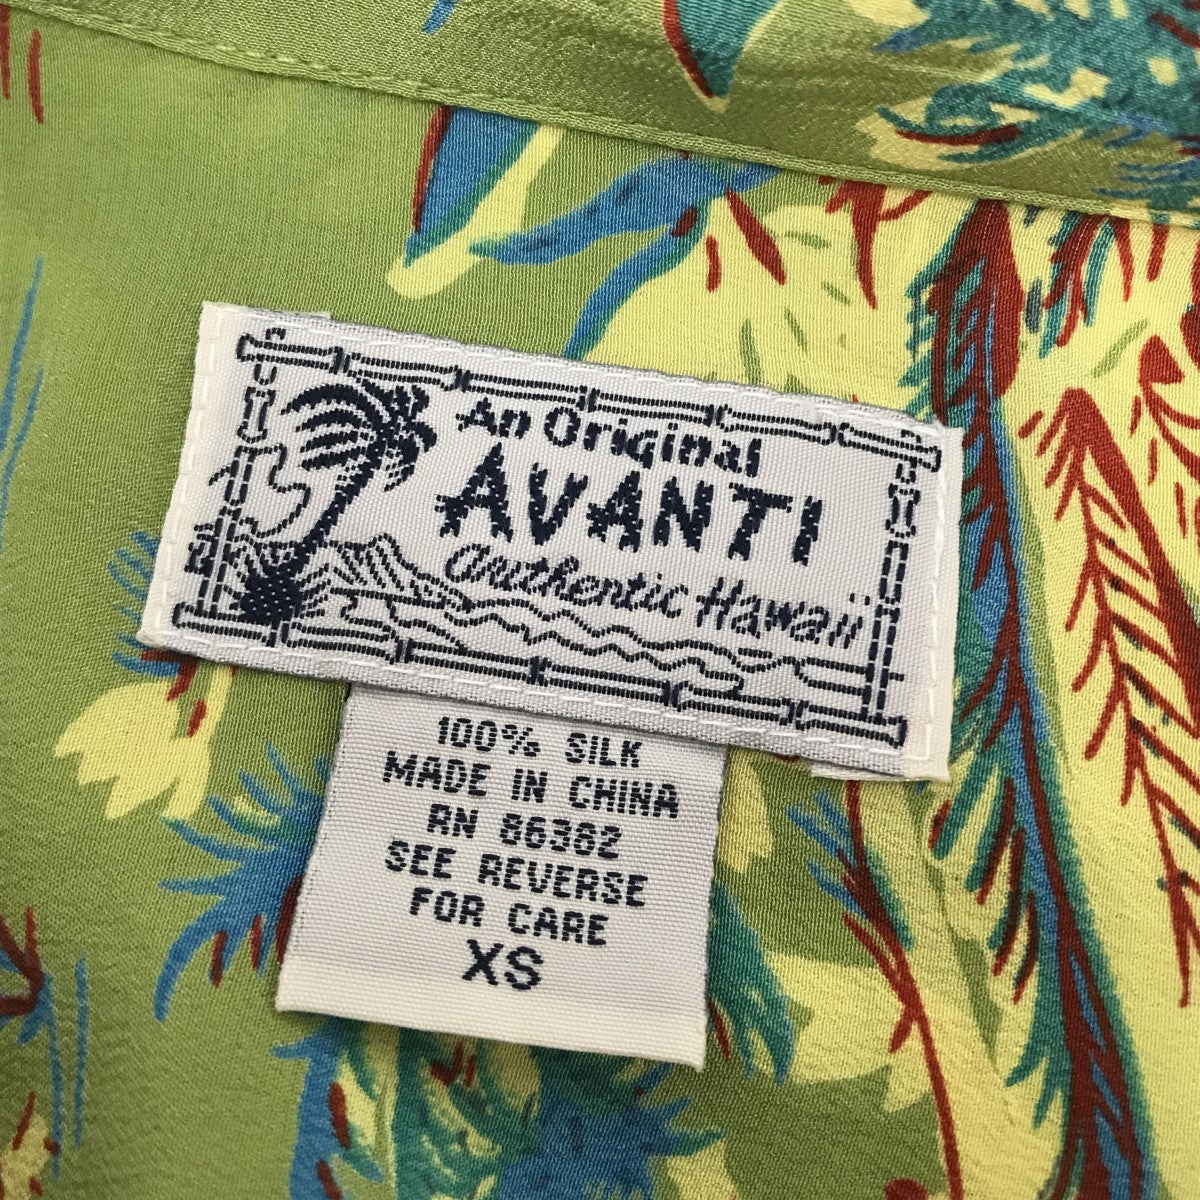 An Original
AVANTI
authentic Hawaii
100% SILK
MADE IN CHINA
RN 86382
SEE REVERSE
FOR CARE
XS